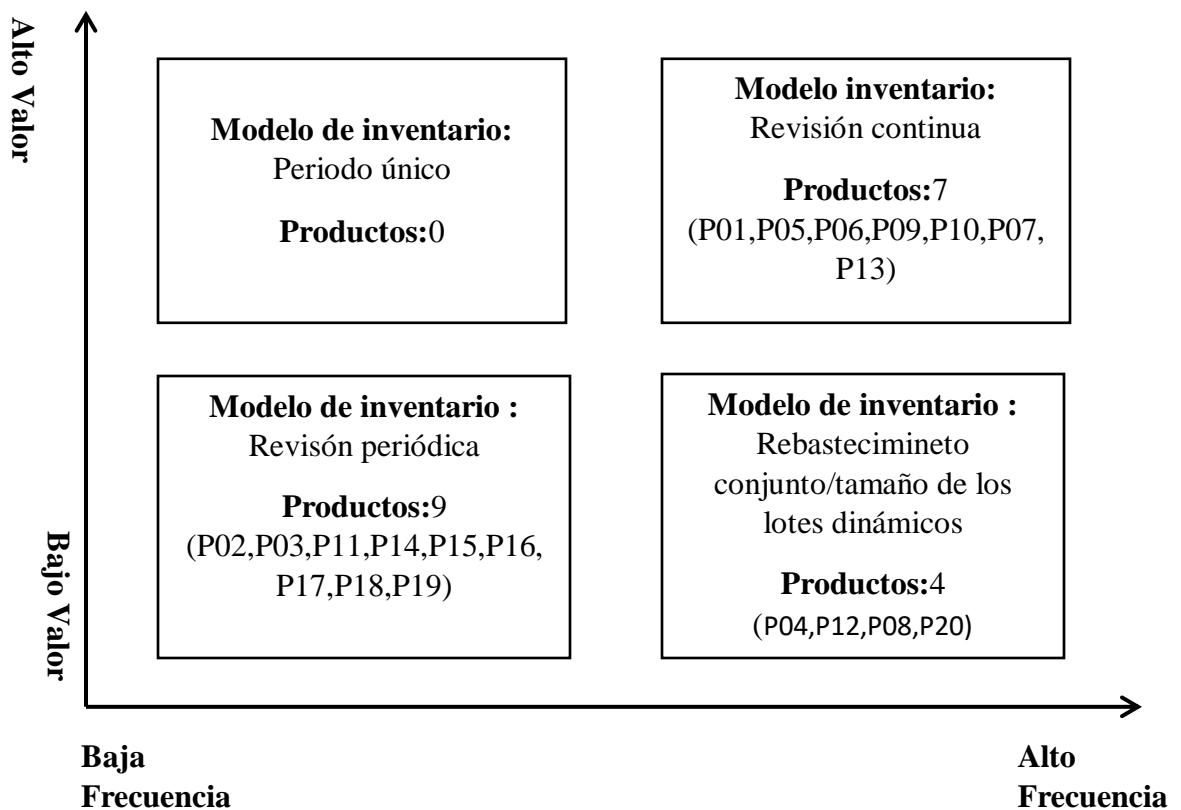 Alto Valor
Modelo de inventario:
Periodo único
Productos:0
Modelo inventario:
Revisión continua
Productos:7
(P01,P05,P06,P09,P10,P07,
P13)
Bajo Valor
Modelo de inventario :
Revisón periódica
Productos:9
(P02,P03,P11,P14,P15,P16,
P17,P18,P19)
Modelo de inventario :
Rebastecimineto
conjunto/tamaño de los
lotes dinámicos
Productos:4
(P04,P12,P08,P20)
Baja
Frecuencia
Alto
Frecuencia